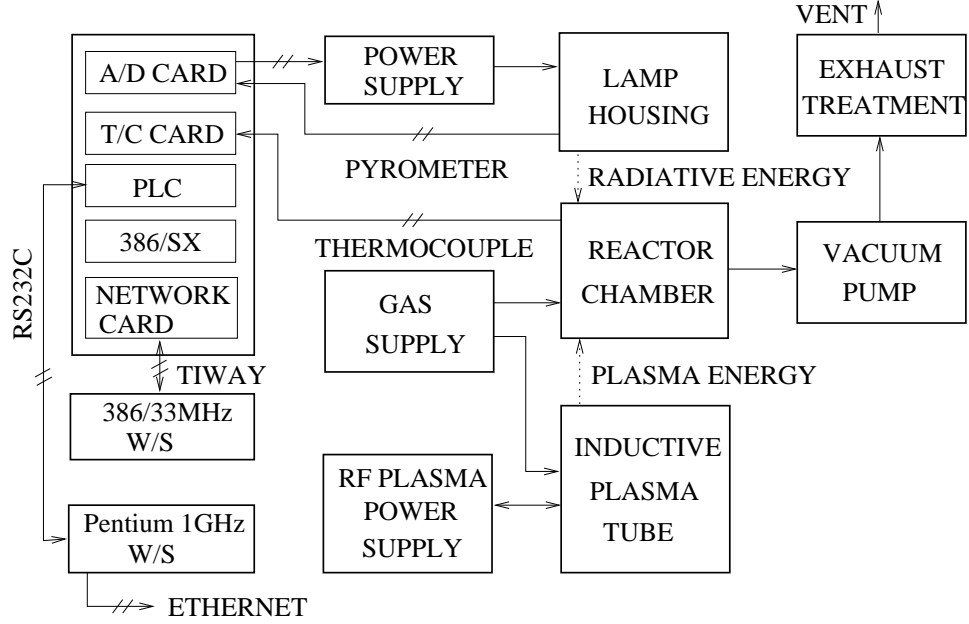 VENT
A/D CARD
T/C CARD
PLC
386/SX
NETWORK
CARD
POWER
SUPPLY
LAMP
HOUSING
EXHAUST
TREATMENT
PYROMETER
RADIATIVE ENERGY
THERMOCOUPLE
REACTOR
CHAMBER
VACUUM
PUMP
RS232C
GAS
SUPPLY
TIWAY
PLASMA ENERGY
386/33MHz
W/S
RF PLASMA
POWER
SUPPLY
INDUCTIVE
PLASMA
TUBE
Pentium 1GHz
W/S
ETHERNET